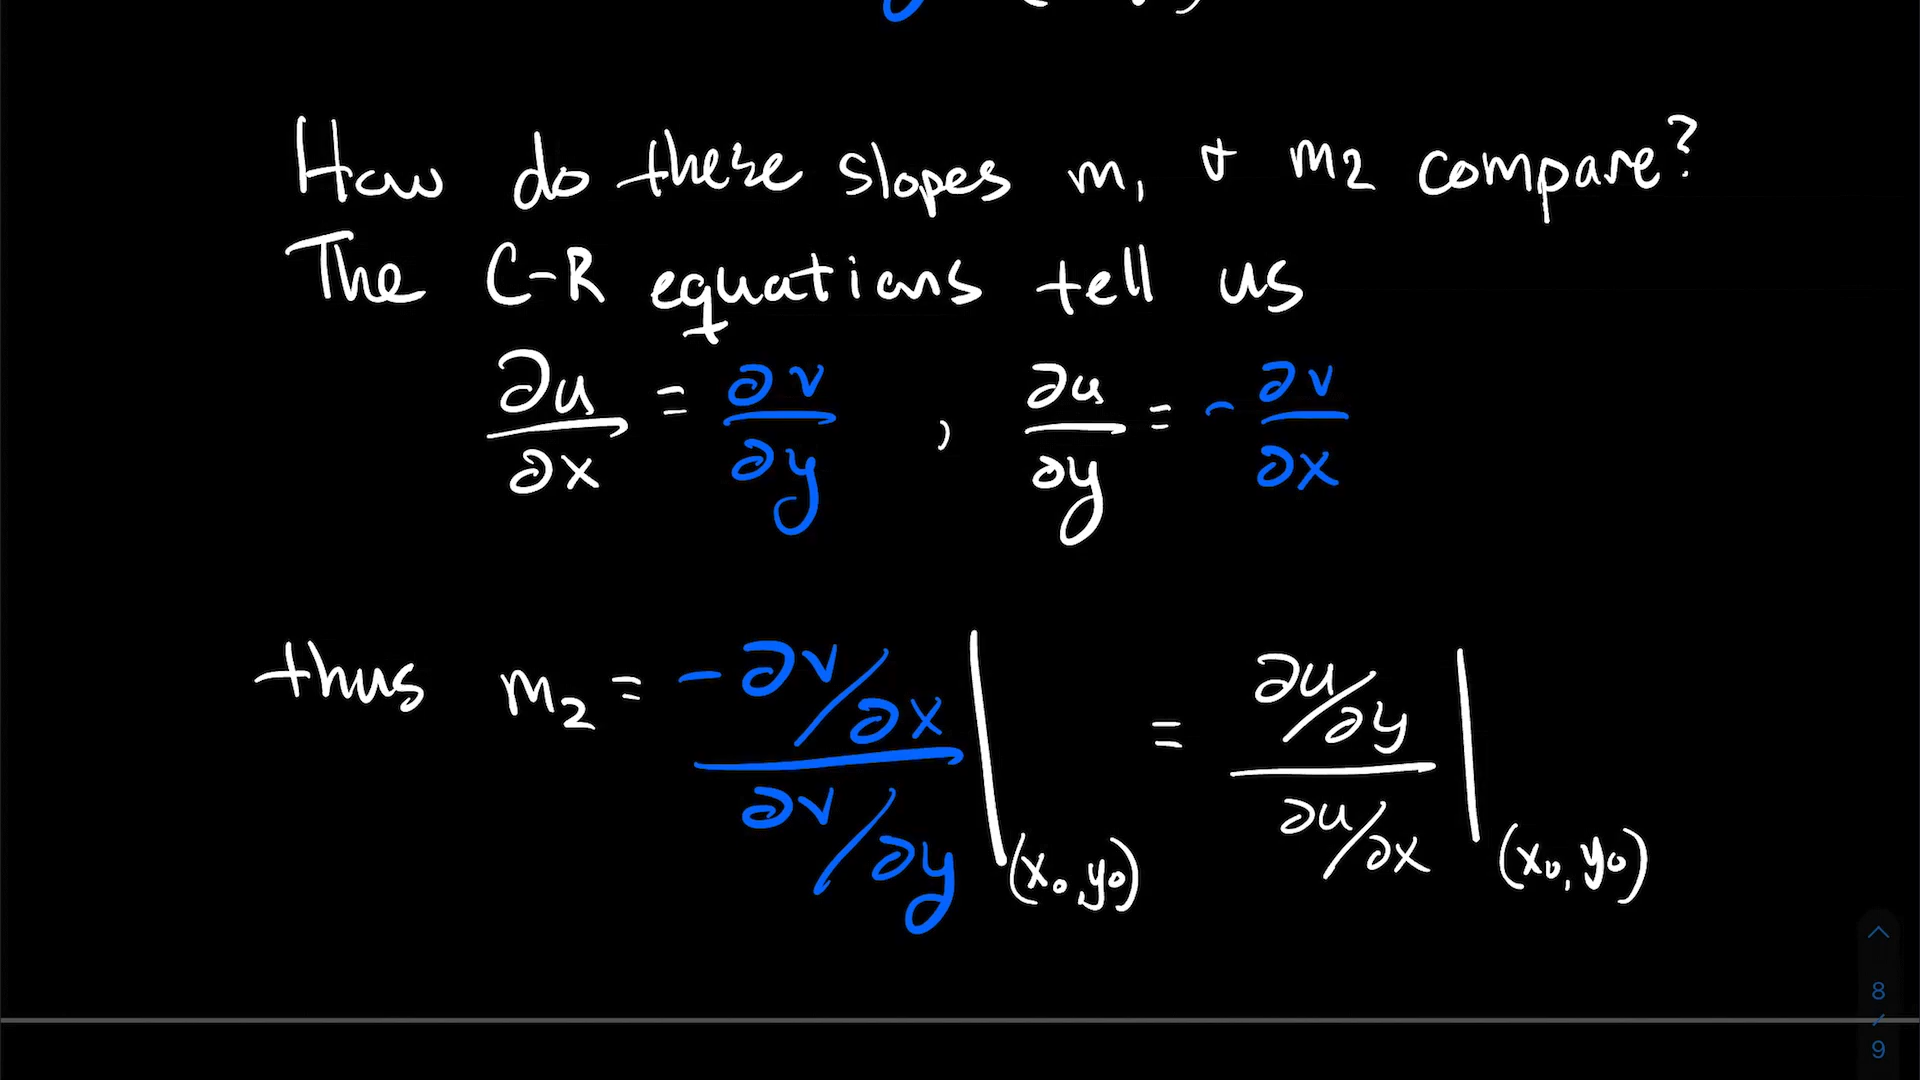 How do these slopes m₁ & m₂ compare?
The C-R equations tell us
∂u/∂x = ∂v/∂y , ∂u/∂y = - ∂v/∂x
thus m₂ = (-∂v/∂x)/(∂v/∂y) |(x₀,y₀) = (∂u/∂y)/(∂u/∂x) |(x₀,y₀)
8
/
9